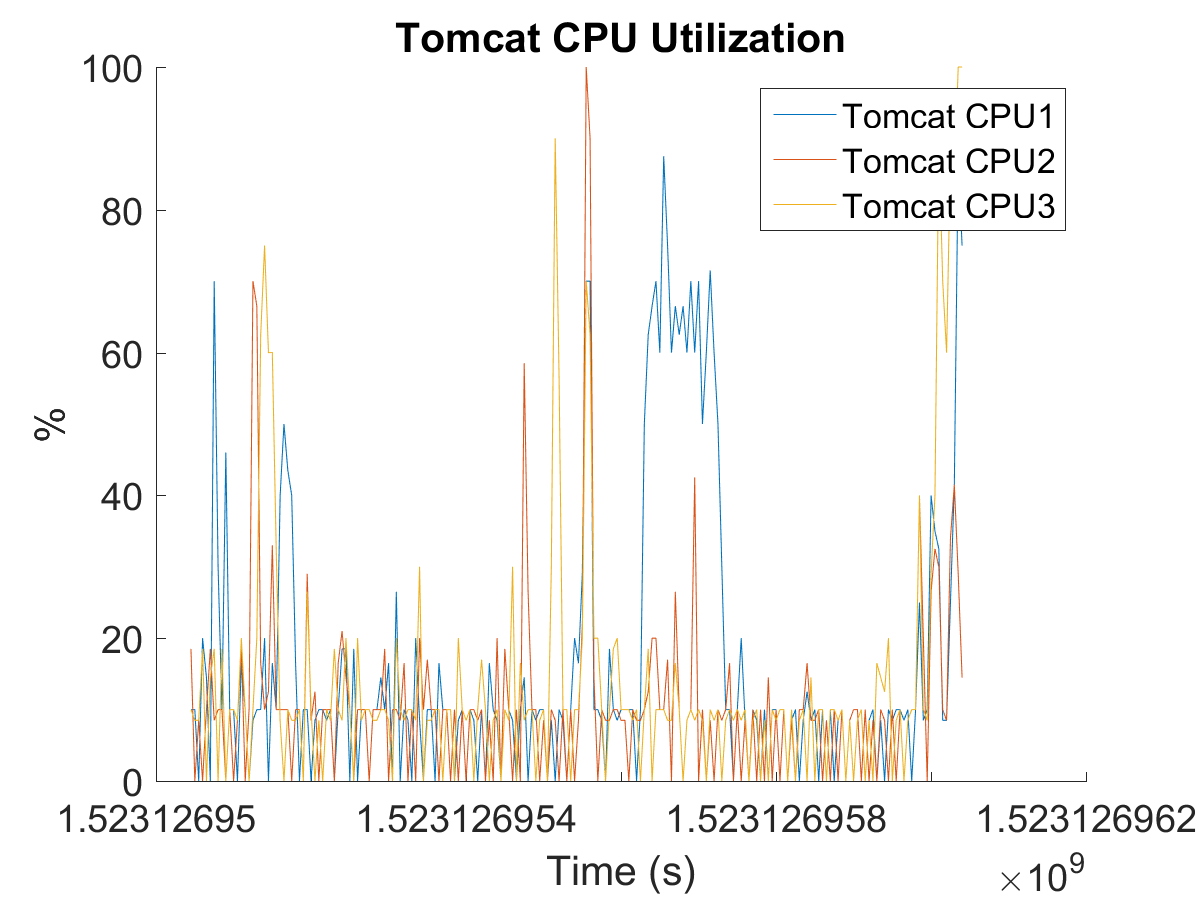 Tomcat CPU Utilization
100
Tomcat CPU1
Tomcat CPU2
Tomcat CPU3
80
60
%
40
20
0
1.52312695 1.523126954 1.523126958 1.523126962
Time (s)
×10⁹